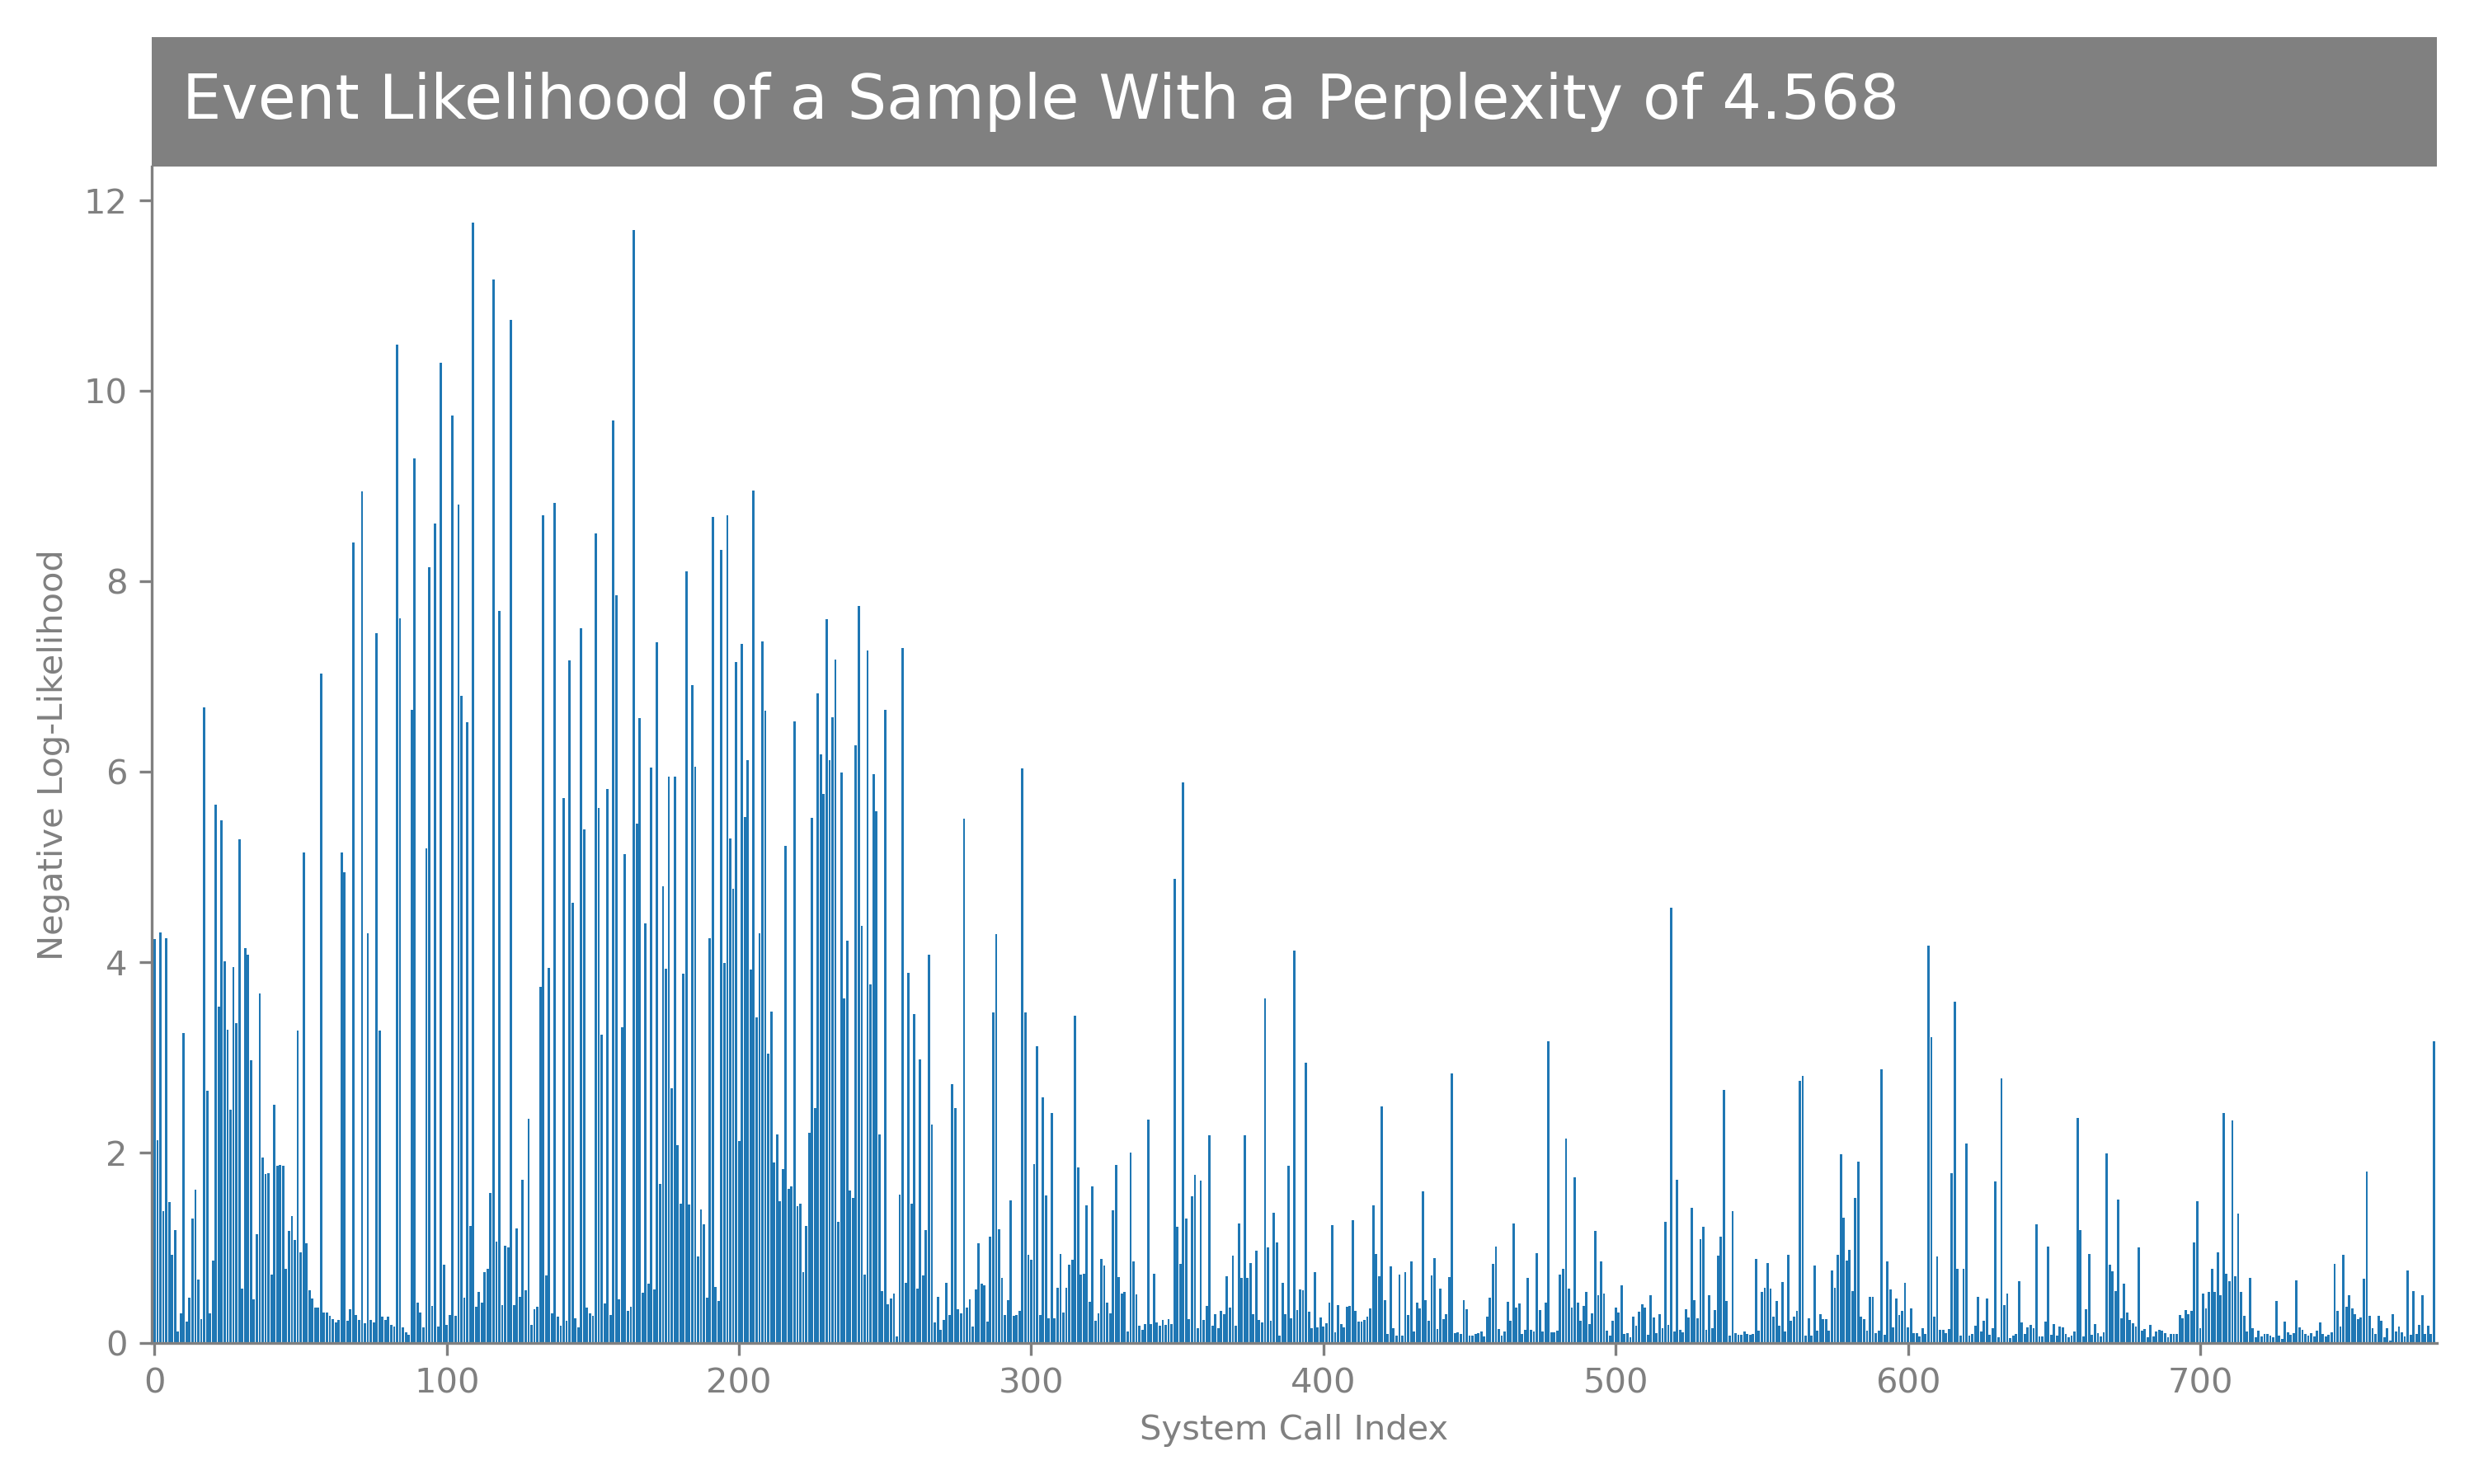 Event Likelihood of a Sample With a Perplexity of 4.568
12
10
8
6
4
2
0
Negative Log-Likelihood
0 100 200 300 400 500 600 700
System Call Index